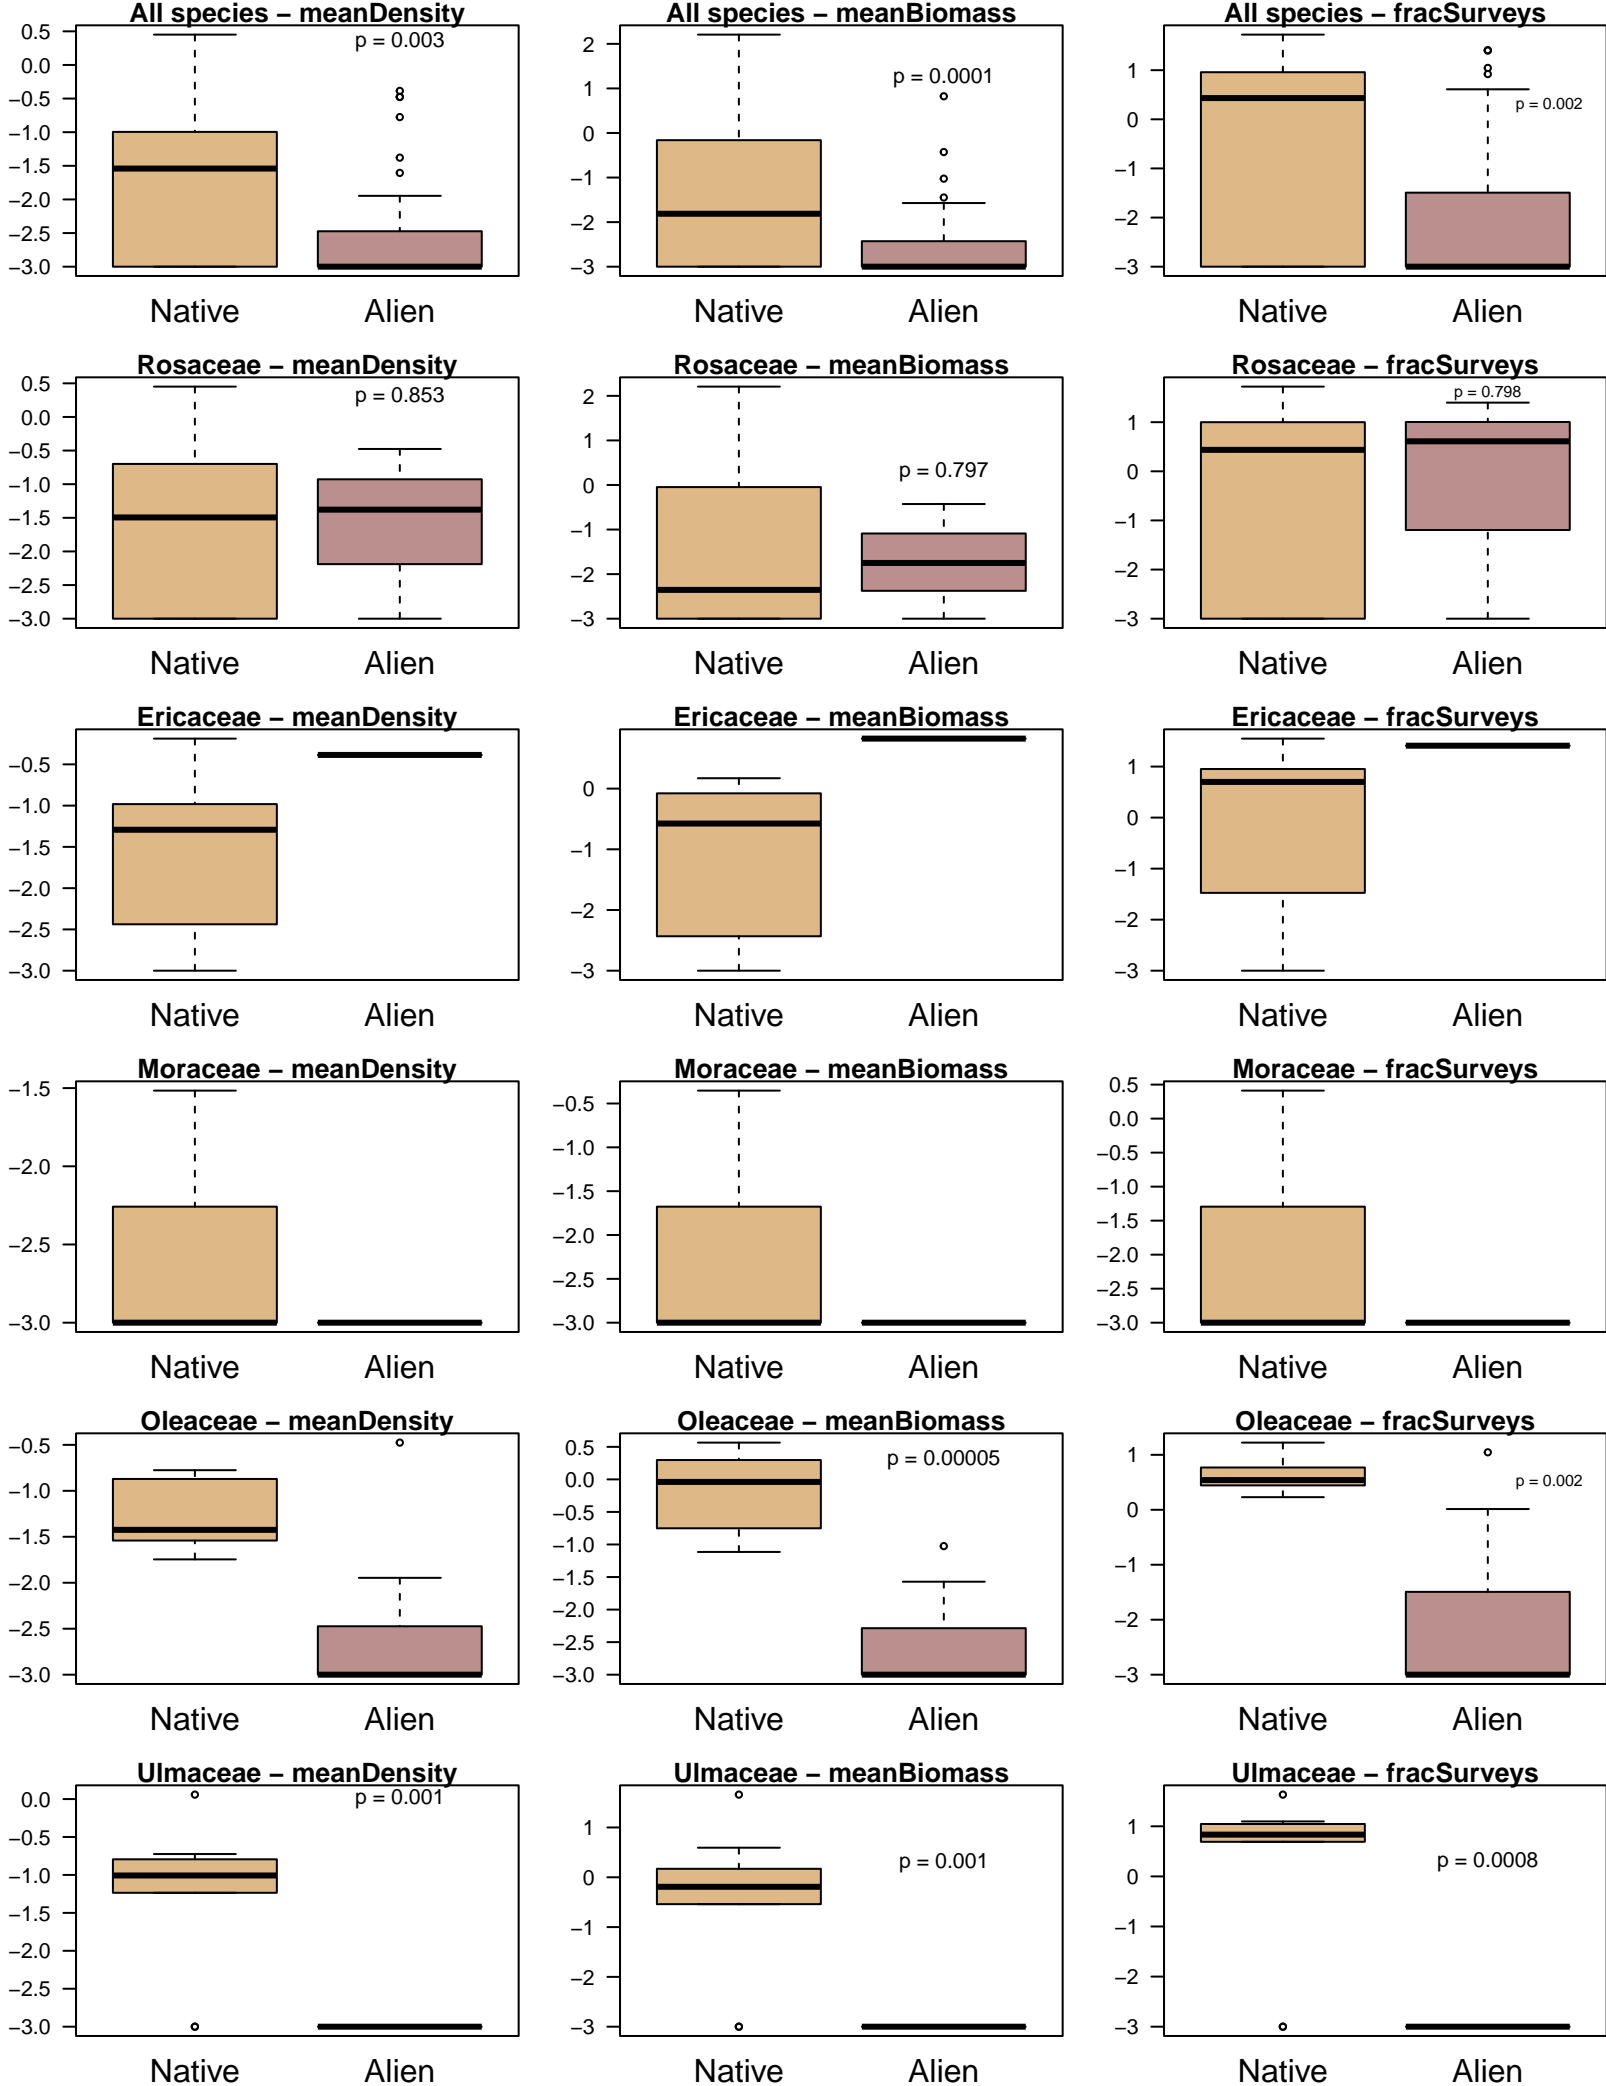 All species – meanDensity
0.5
0.0
−0.5
−1.0
−1.5
−2.0
−2.5
−3.0
p = 0.003
Native Alien
All species – meanBiomass
2
1
0
−1
−2
−3
p = 0.0001
Native Alien
All species – fracSurveys
1
0
−1
−2
−3
p = 0.002
Native Alien
Rosaceae – meanDensity
0.5
0.0
−0.5
−1.0
−1.5
−2.0
−2.5
−3.0
p = 0.853
Native Alien
Rosaceae – meanBiomass
2
1
0
−1
−2
−3
p = 0.797
Native Alien
Rosaceae – fracSurveys
1
0
−1
−2
−3
p = 0.798
Native Alien
Ericaceae – meanDensity
−0.5
−1.0
−1.5
−2.0
−2.5
−3.0
Native Alien
Ericaceae – meanBiomass
0
−1
−2
−3
Native Alien
Ericaceae – fracSurveys
1
0
−1
−2
−3
Native Alien
Moraceae – meanDensity
−1.5
−2.0
−2.5
−3.0
Native Alien
Moraceae – meanBiomass
−0.5
−1.0
−1.5
−2.0
−2.5
−3.0
Native Alien
Moraceae – fracSurveys
0.5
0.0
−0.5
−1.0
−1.5
−2.0
−2.5
−3.0
Native Alien
Oleaceae – meanDensity
−0.5
−1.0
−1.5
−2.0
−2.5
−3.0
Native Alien
Oleaceae – meanBiomass
0.5
0.0
−0.5
−1.0
−1.5
−2.0
−2.5
−3.0
p = 0.00005
Native Alien
Oleaceae – fracSurveys
1
0
−1
−2
−3
p = 0.002
Native Alien
Ulmaceae – meanDensity
0.0
−0.5
−1.0
−1.5
−2.0
−2.5
−3.0
p = 0.001
Native Alien
Ulmaceae – meanBiomass
1
0
−1
−2
−3
p = 0.001
Native Alien
Ulmaceae – fracSurveys
1
0
−1
−2
−3
p = 0.0008
Native Alien